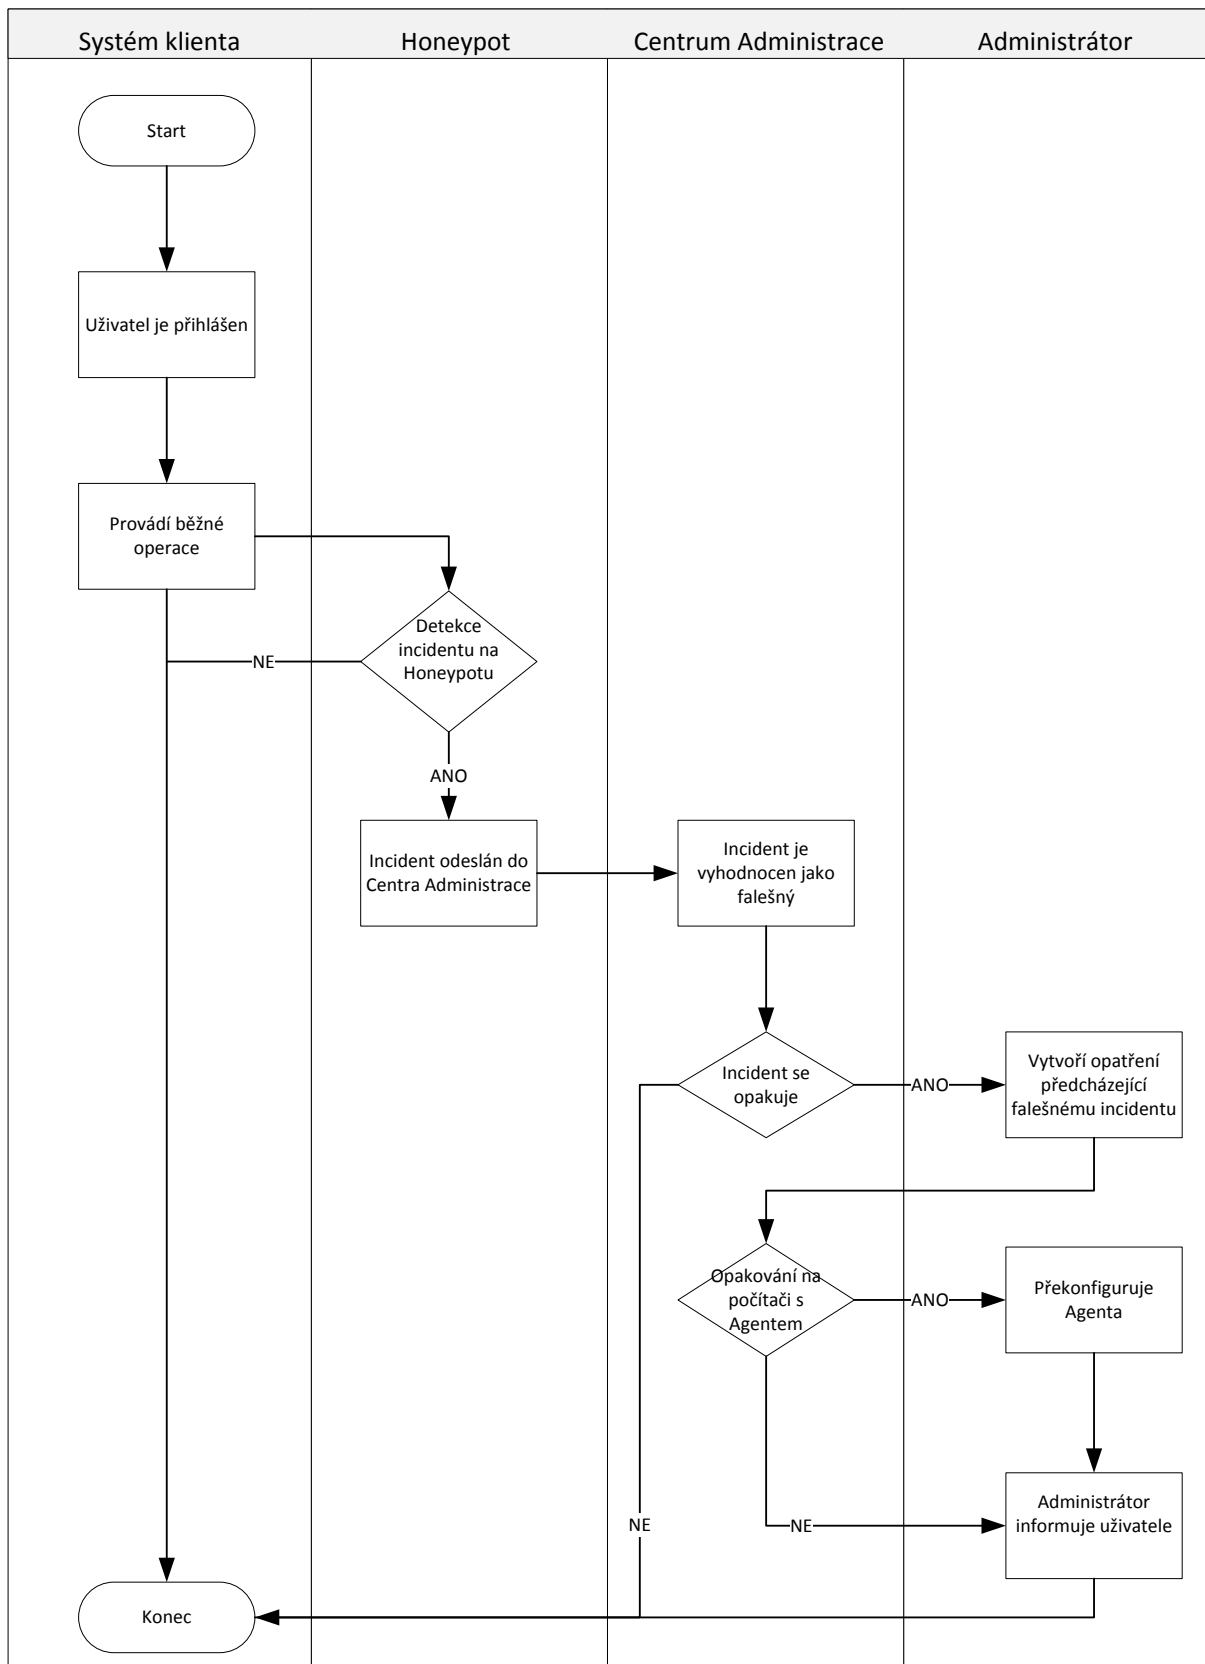 Systém klienta
Honeypot
Centrum Administrace
Administrátor
Start
Uživatel je přihlášen
Provádí běžné
operace
Detekce
incidentu na
Honeypotu
NE
ANO
Incident odeslán do
Centra Administrace
Incident je
vyhodnocen jako
falešný
Incident se
opakuje
ANO
Vytvoří opatření
předcházející
falešnému incidentu
Opakování na
počítači s
Agentem
ANO
Překonfiguruje
Agenta
NE
NE
Administrátor
informuje uživatele
Konec